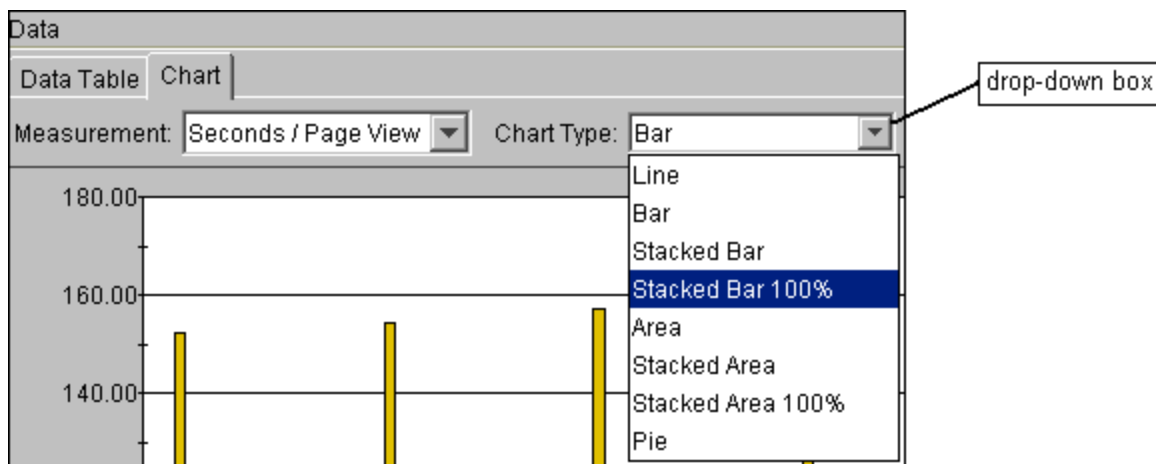 Data
Data Table Chart
drop-down box
Measurement: Seconds / Page View Chart Type: Bar
Line
180.00
Bar
Stacked Bar
160.00
Stacked Bar 100%
Area
Stacked Area
140.00
Stacked Area 100%
Pie